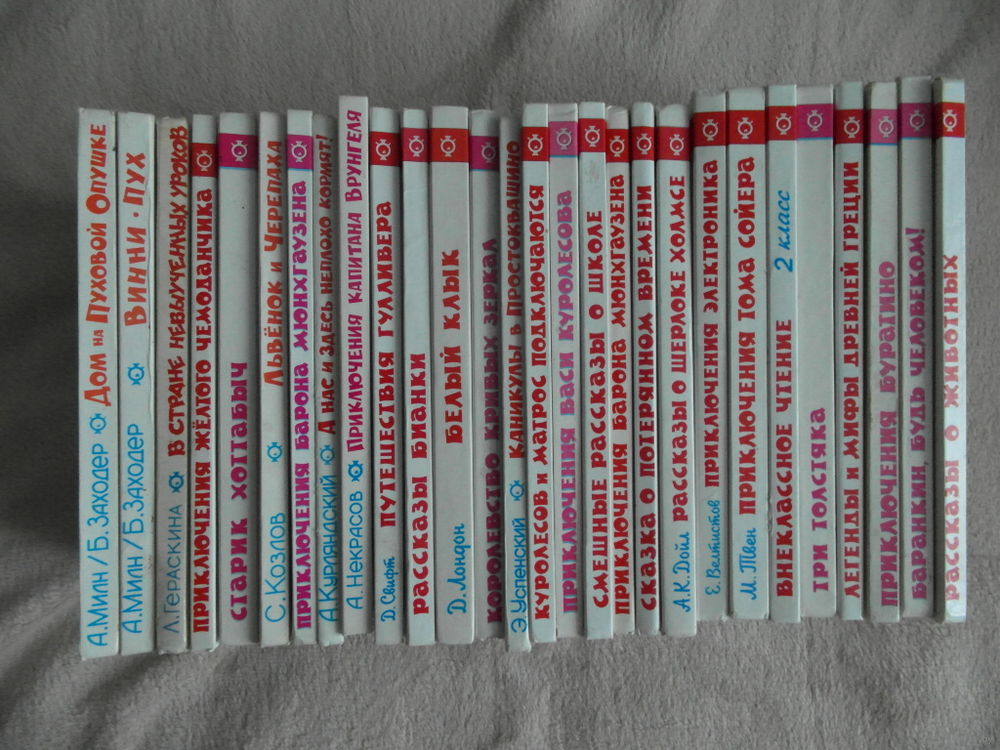 А.Милн/Б.Заходер Дом на Пуховой Опушке
А.Милн/Б.Заходер Винни-Пух
Л.Гераскина В стране невыученных уроков
Приключения жёлтого чемоданчика
Старик Хоттабыч
С.Козлов Львёнок и Черепаха
Приключения барона Мюнхгаузена
А.Курляндский А нас и здесь неплохо кормят!
А.Некрасов Приключения капитана Врунгеля
Д.Свифт Путешествия Гулливера
Рассказы Бианки
Д.Лондон Белый клык
Королевство кривых зеркал
Э.Успенский Каникулы в Простоквашино
Куролесов и Матрос подключаются
Приключения Васи Куролесова
Смешные рассказы о школе
Приключения барона Мюнхгаузена
Сказка о потерянном времени
А.К.Дойл Рассказы о Шерлоке Холмсе
Е.Велтистов Приключения Электроника
М.Твен Приключения Тома Сойера
Внеклассное чтение 2 класс
Три толстяка
Легенды и мифы Древней Греции
Приключения Буратино
Баранкин, будь человеком!
Рассказы о животных